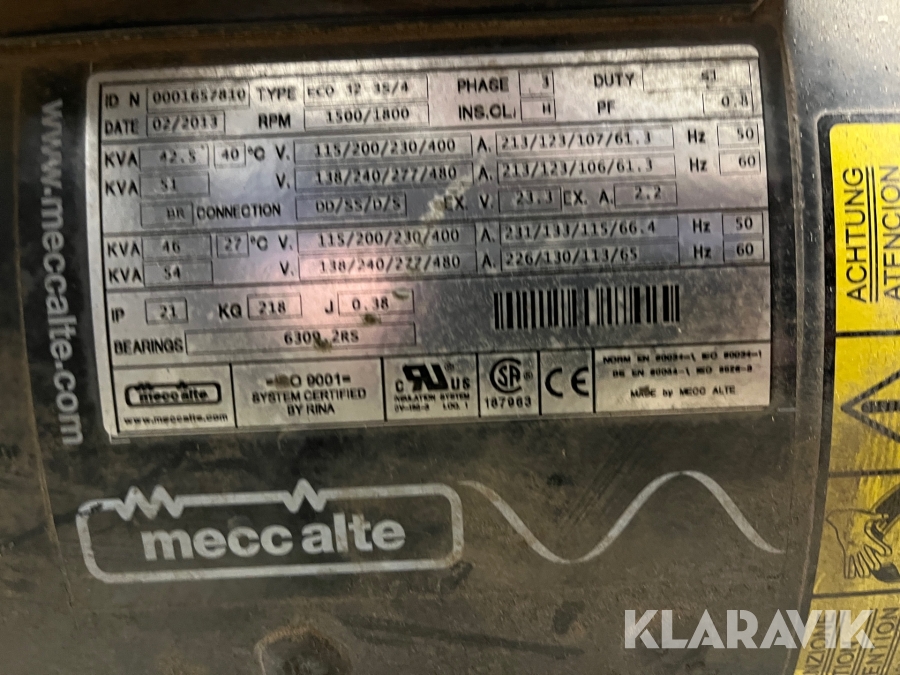 ID N 0001657810 TYPE ECO 32 3S/4 PHASE 3 DUTY S1
DATE 02/2013 RPM 1500/1800 INS.CL. H PF 0.8
KVA 42.5 40 °C V. 115/200/230/400 A. 213/123/107/61.3 Hz 50
KVA 51 V. 138/240/277/480 A. 213/123/106/61.3 Hz 60
BR CONNECTION DD/SS/D/S EX. V. 23.3 EX. A. 2.2
KVA 46 27 °C V. 115/200/230/400 A. 231/133/115/66.4 Hz 50
KVA 54 V. 138/240/277/480 A. 226/130/113/65 Hz 60
IP 21 KG 218 J 0.38
BEARINGS 6309.2RS
mecc alte
www.meccalte.com
=ISO 9001=
SYSTEM CERTIFIED
BY RINA
C UR US
INSULATION SYSTEM
SA
187963
CE
MADE by MECC ALTE
www.meccalte.com
mecc alte
ACHTUNG
ATENCION
KLARAVIK